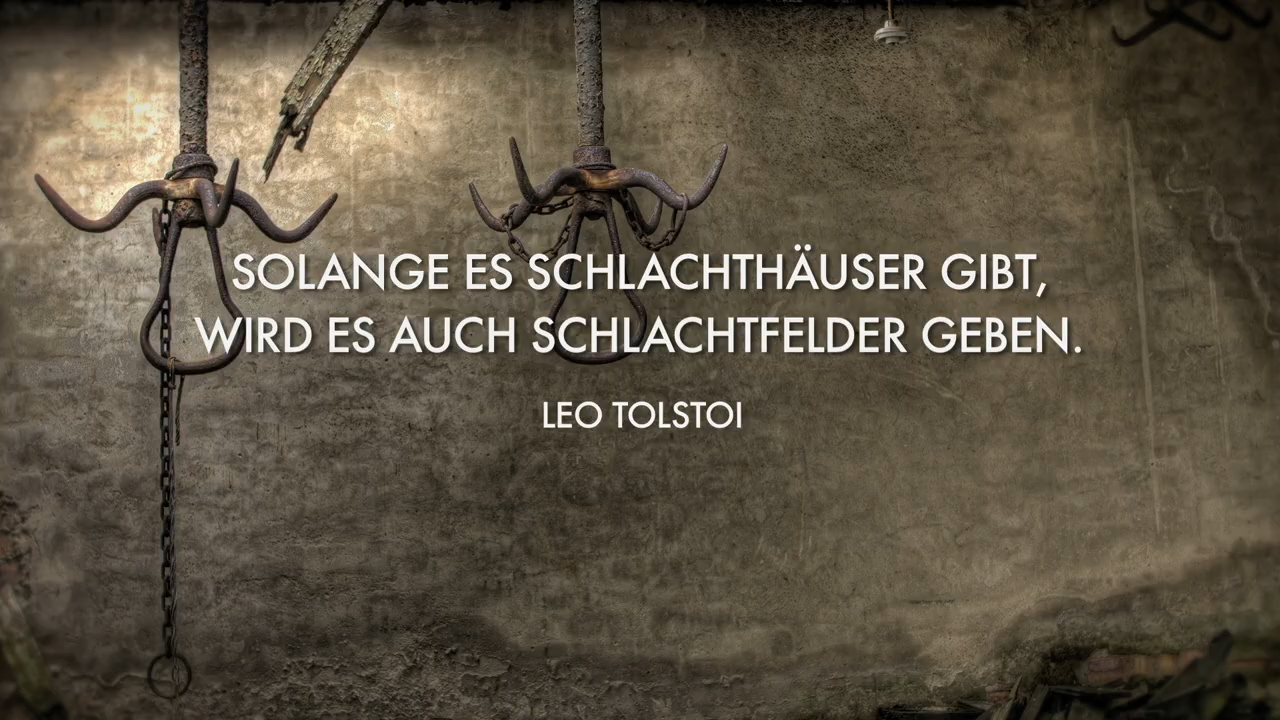 SOLANGE ES SCHLACHTHÄUSER GIBT,
WIRD ES AUCH SCHLACHTFELDER GEBEN.
LEO TOLSTOI